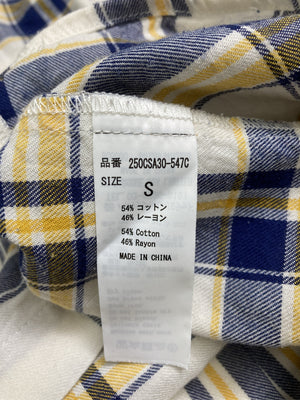 品番 250CSA30-547C
SIZE
S
54% コットン
46% レーヨン
54% Cotton
46% Rayon
MADE IN CHINA